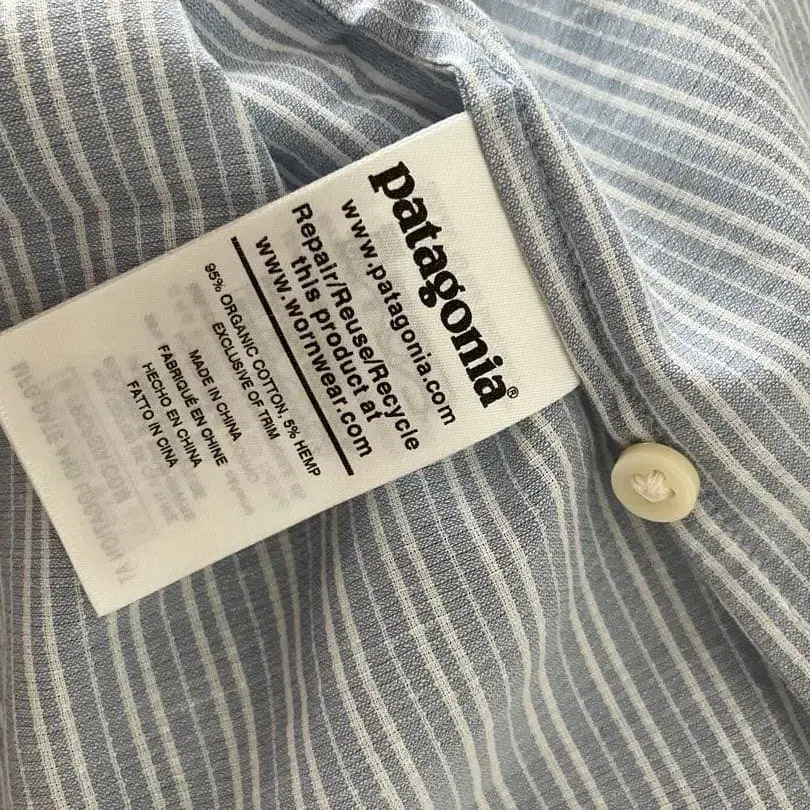 patagonia®
www.patagonia.com
Repair/Reuse/Recycle
this product at
www.wornwear.com
95% ORGANIC COTTON, 5% HEMP
EXCLUSIVE OF TRIM
MADE IN CHINA
FABRIQUÉ EN CHINE
HECHO EN CHINA
FATTO IN CINA